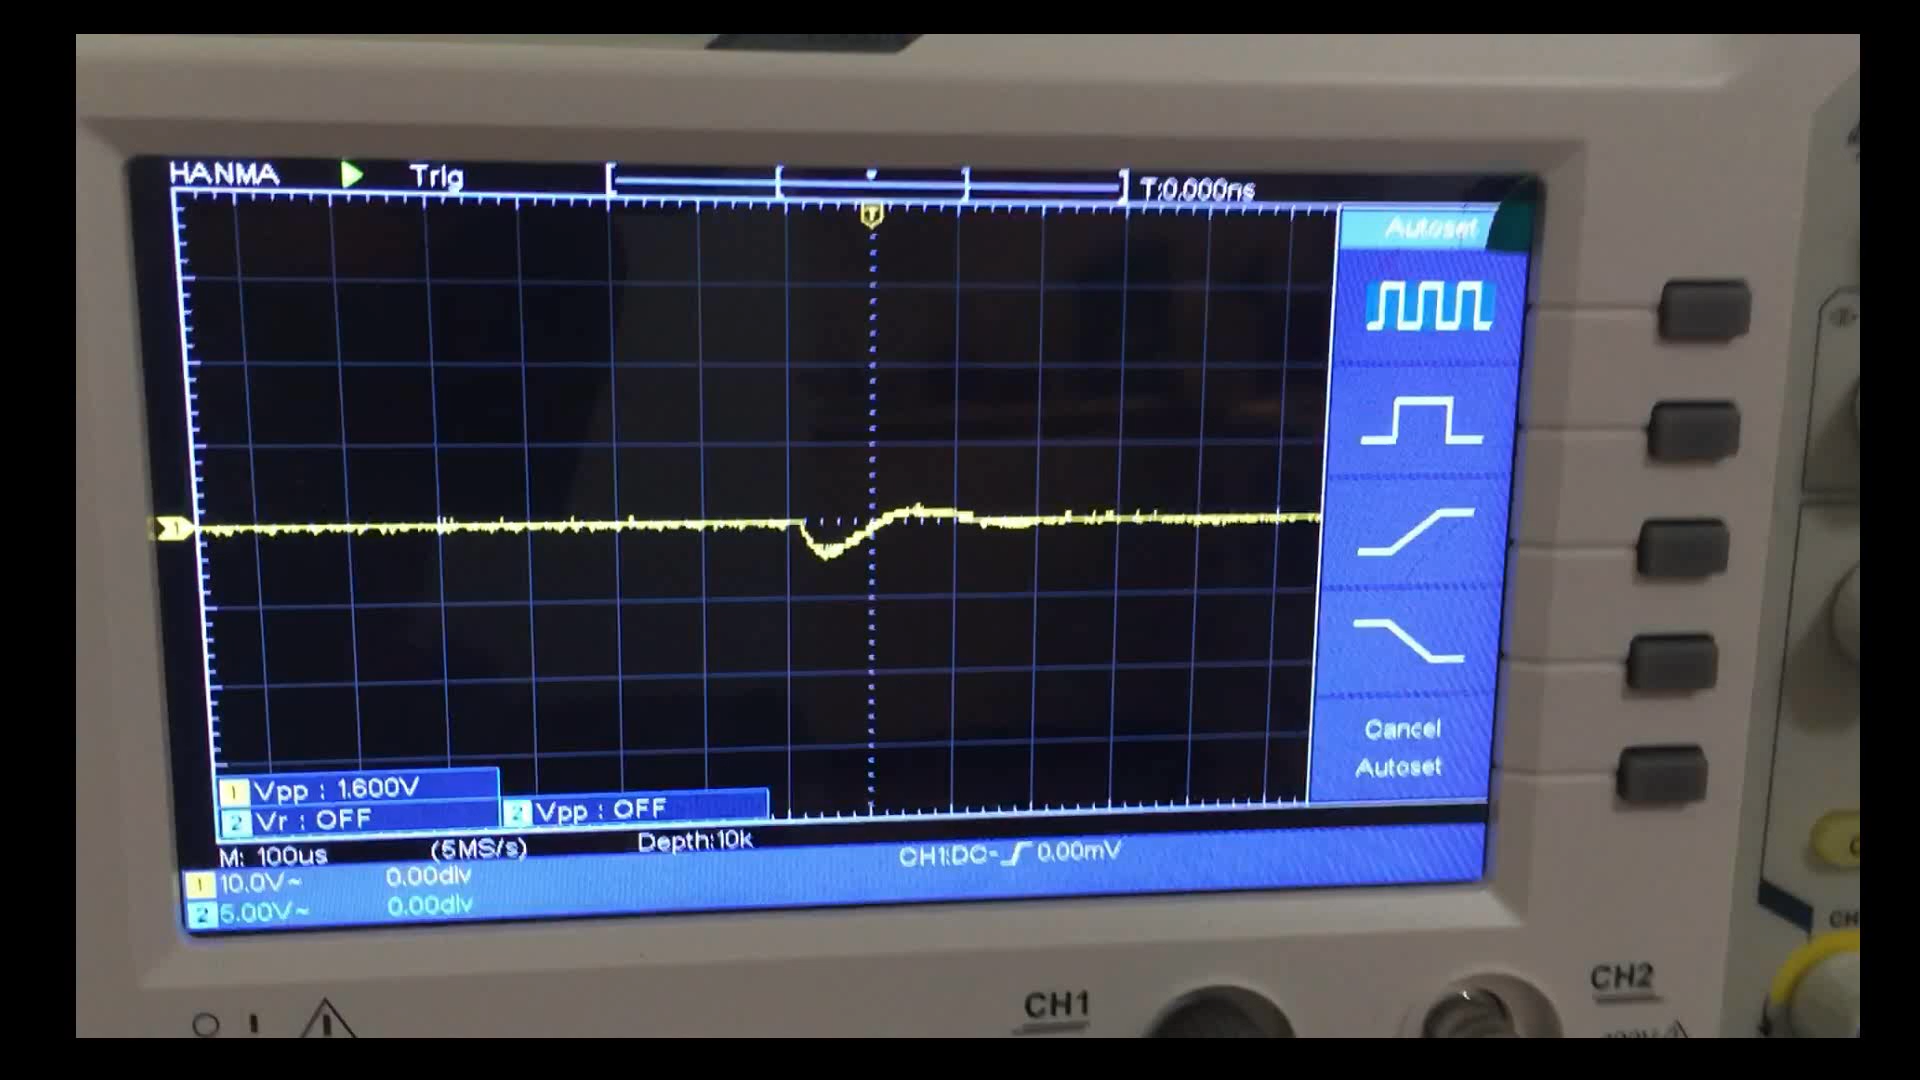 HANMA Trig T:0.000ns
T
Autoset
1
Cancel
Autoset
1 Vpp : 1.600V
2 Vr : OFF 2 Vpp : OFF
M: 100us (5MS/s) Depth:10k CH1:DC- 0.00mV
1 10.0V~ 0.00div
2 5.00V~ 0.00div
CH1 CH2